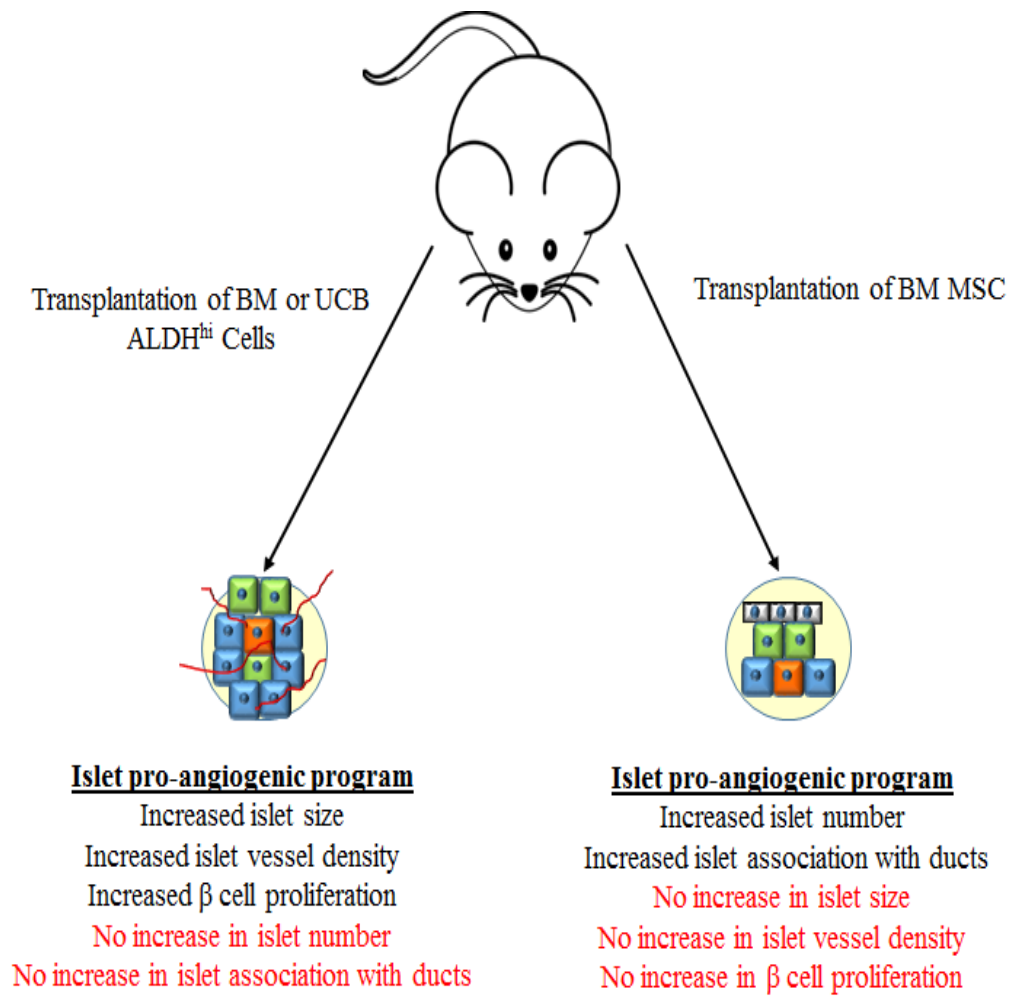 Transplantation of BM or UCB
ALDHhi Cells
Transplantation of BM MSC
Islet pro-angiogenic program
Increased islet size
Increased islet vessel density
Increased β cell proliferation
No increase in islet number
No increase in islet association with ducts
Islet pro-angiogenic program
Increased islet number
Increased islet association with ducts
No increase in islet size
No increase in islet vessel density
No increase in β cell proliferation